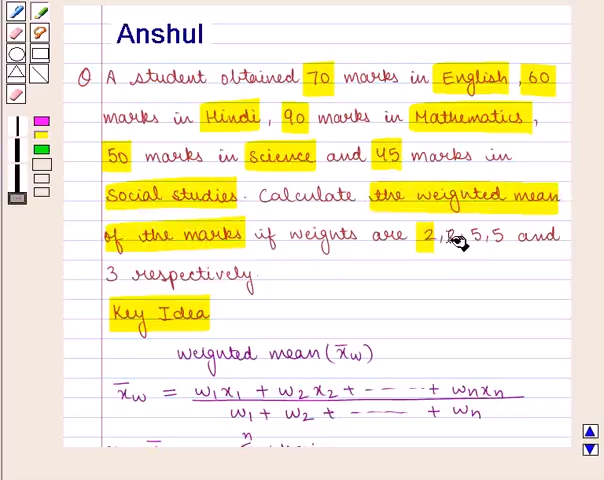 Anshul
Q A student obtained 70 marks in English, 60
marks in Hindi, 90 marks in Mathematics,
50 marks in Science and 45 marks in
Social studies. Calculate the weighted mean
of the marks if weights are 2, 5, 5 and
3 respectively.
Key Idea
weighted mean (x̄w)
x̄w = w1x1 + w2x2 + - - - - - + wnxn
w1 + w2 + - - - - + wn
n